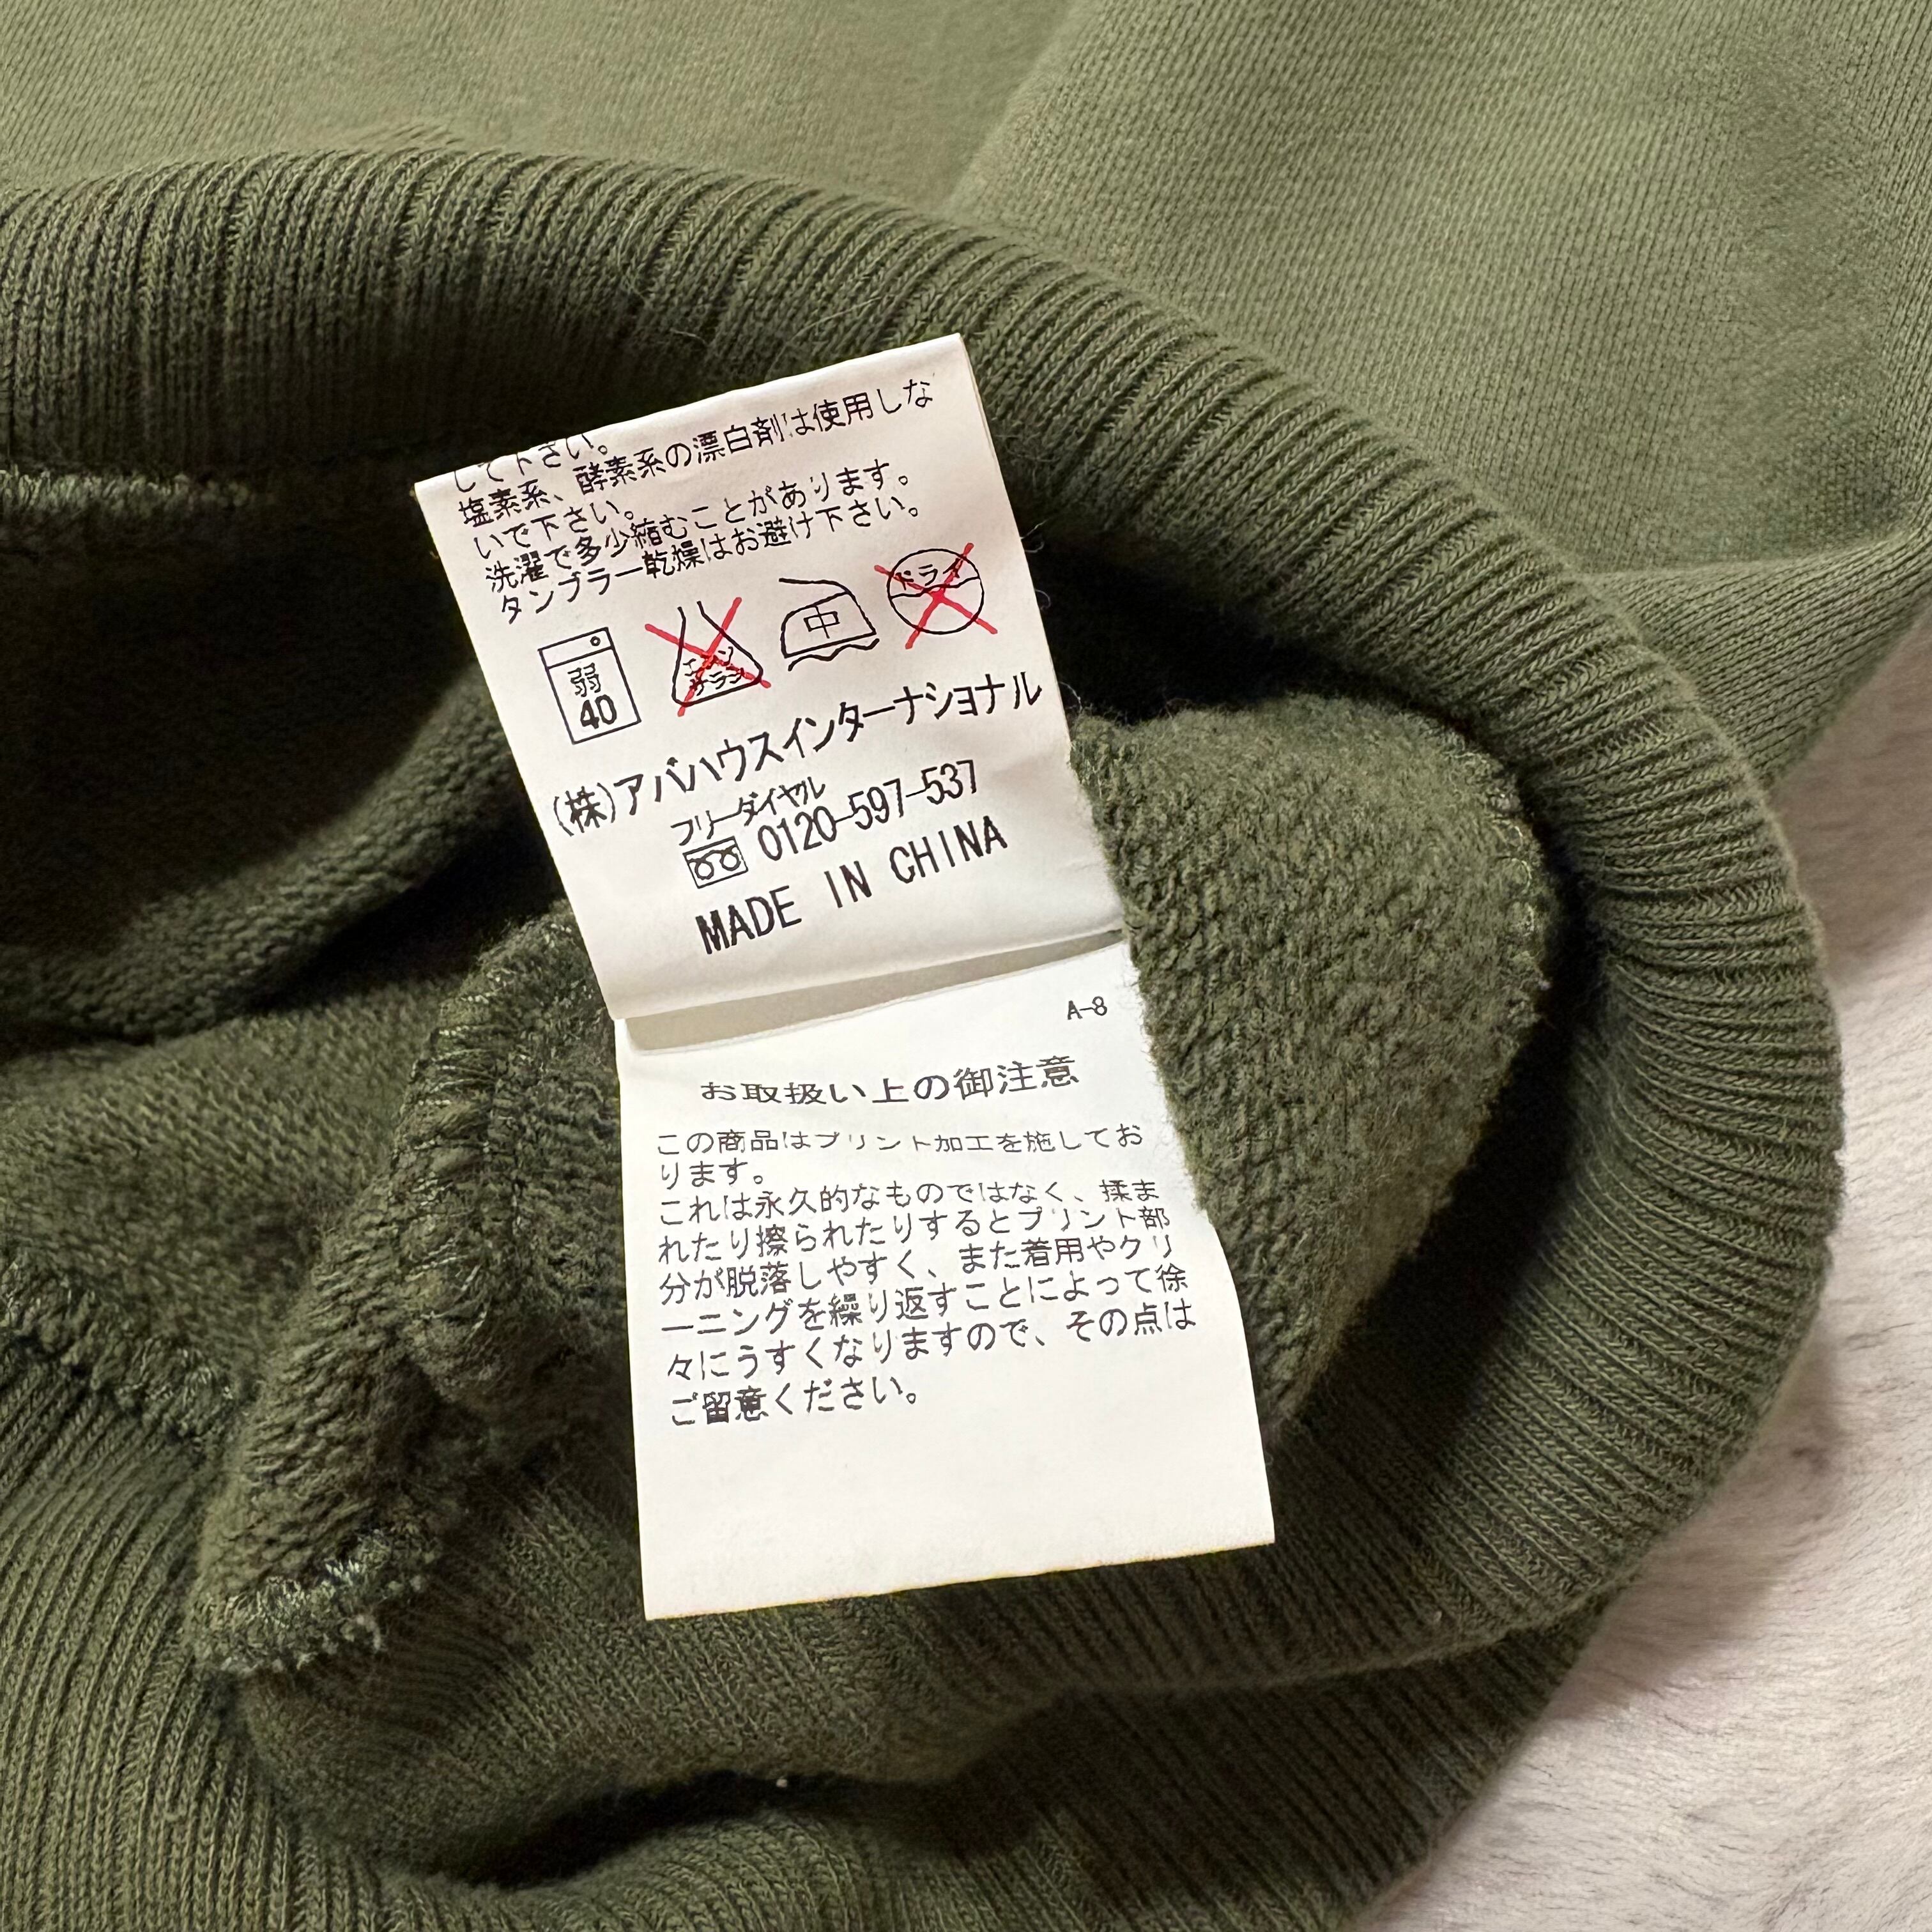 して下さい。
塩素系、酵素系の漂白剤は使用しな
いで下さい。
洗濯で多少縮むことがあります。
タンブラー乾燥はお避け下さい。
弱
40
エンソ
サラシ
中
ドライ
(株)アバハウスインターナショナル
フリーダイヤル
0120-597-537
MADE IN CHINA
A-8
お取扱い上の御注意
この商品はプリント加工を施してお
ります。
これは永久的なものではなく、揉ま
れたり擦られたりするとプリント部
分が脱落しやすく、また着用やクリ
ーニングを繰り返すことによって徐
々にうすくなりますので、その点は
ご留意ください。